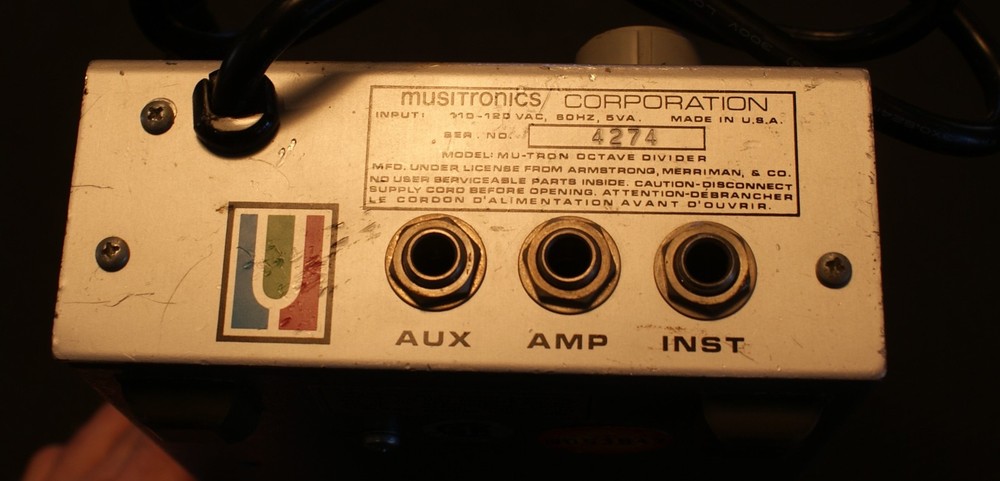 musitronics CORPORATION
INPUT: 110-120 VAC, 60HZ, 5VA. MADE IN U.S.A.
SER. NO. 4274
MODEL: MU-TRON OCTAVE DIVIDER
MFD. UNDER LICENSE FROM ARMSTRONG, MERRIMAN, & CO.
NO USER SERVICEABLE PARTS INSIDE. CAUTION-DISCONNECT
SUPPLY CORD BEFORE OPENING. ATTENTION-DÉBRANCHER
LE CORDON D'ALIMENTATION AVANT D'OUVRIR.
AUX AMP INST